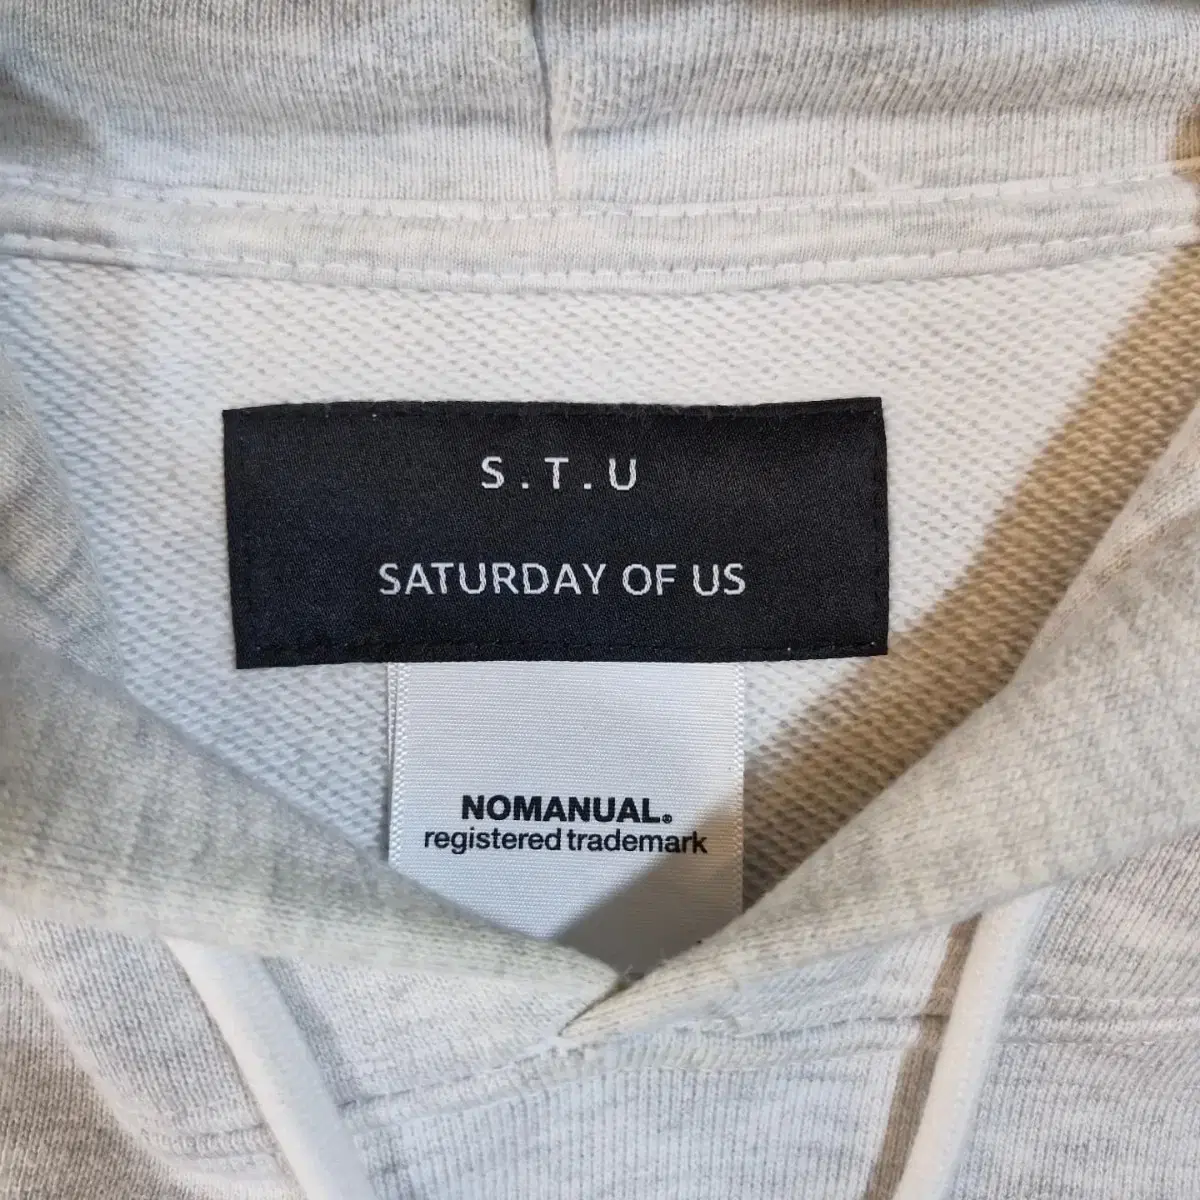 S.T.U
SATURDAY OF US
NOMANUAL®
registered trademark